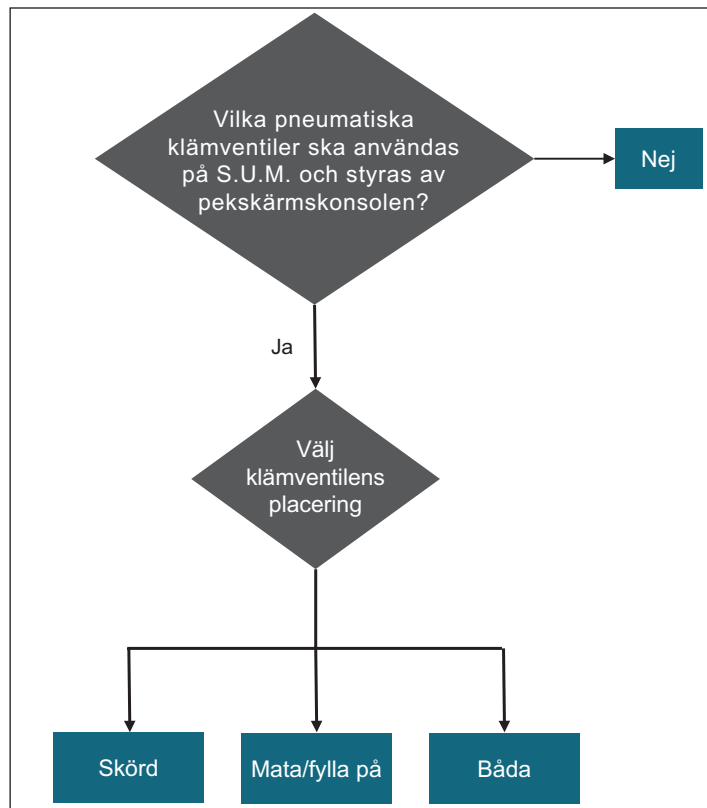 Vilka pneumatiska
klämventiler ska användas
på S.U.M. och styras av
pekskärmskonsolen?
Nej
Ja
Välj
klämventilens
placering
Skörd
Mata/fylla på
Båda